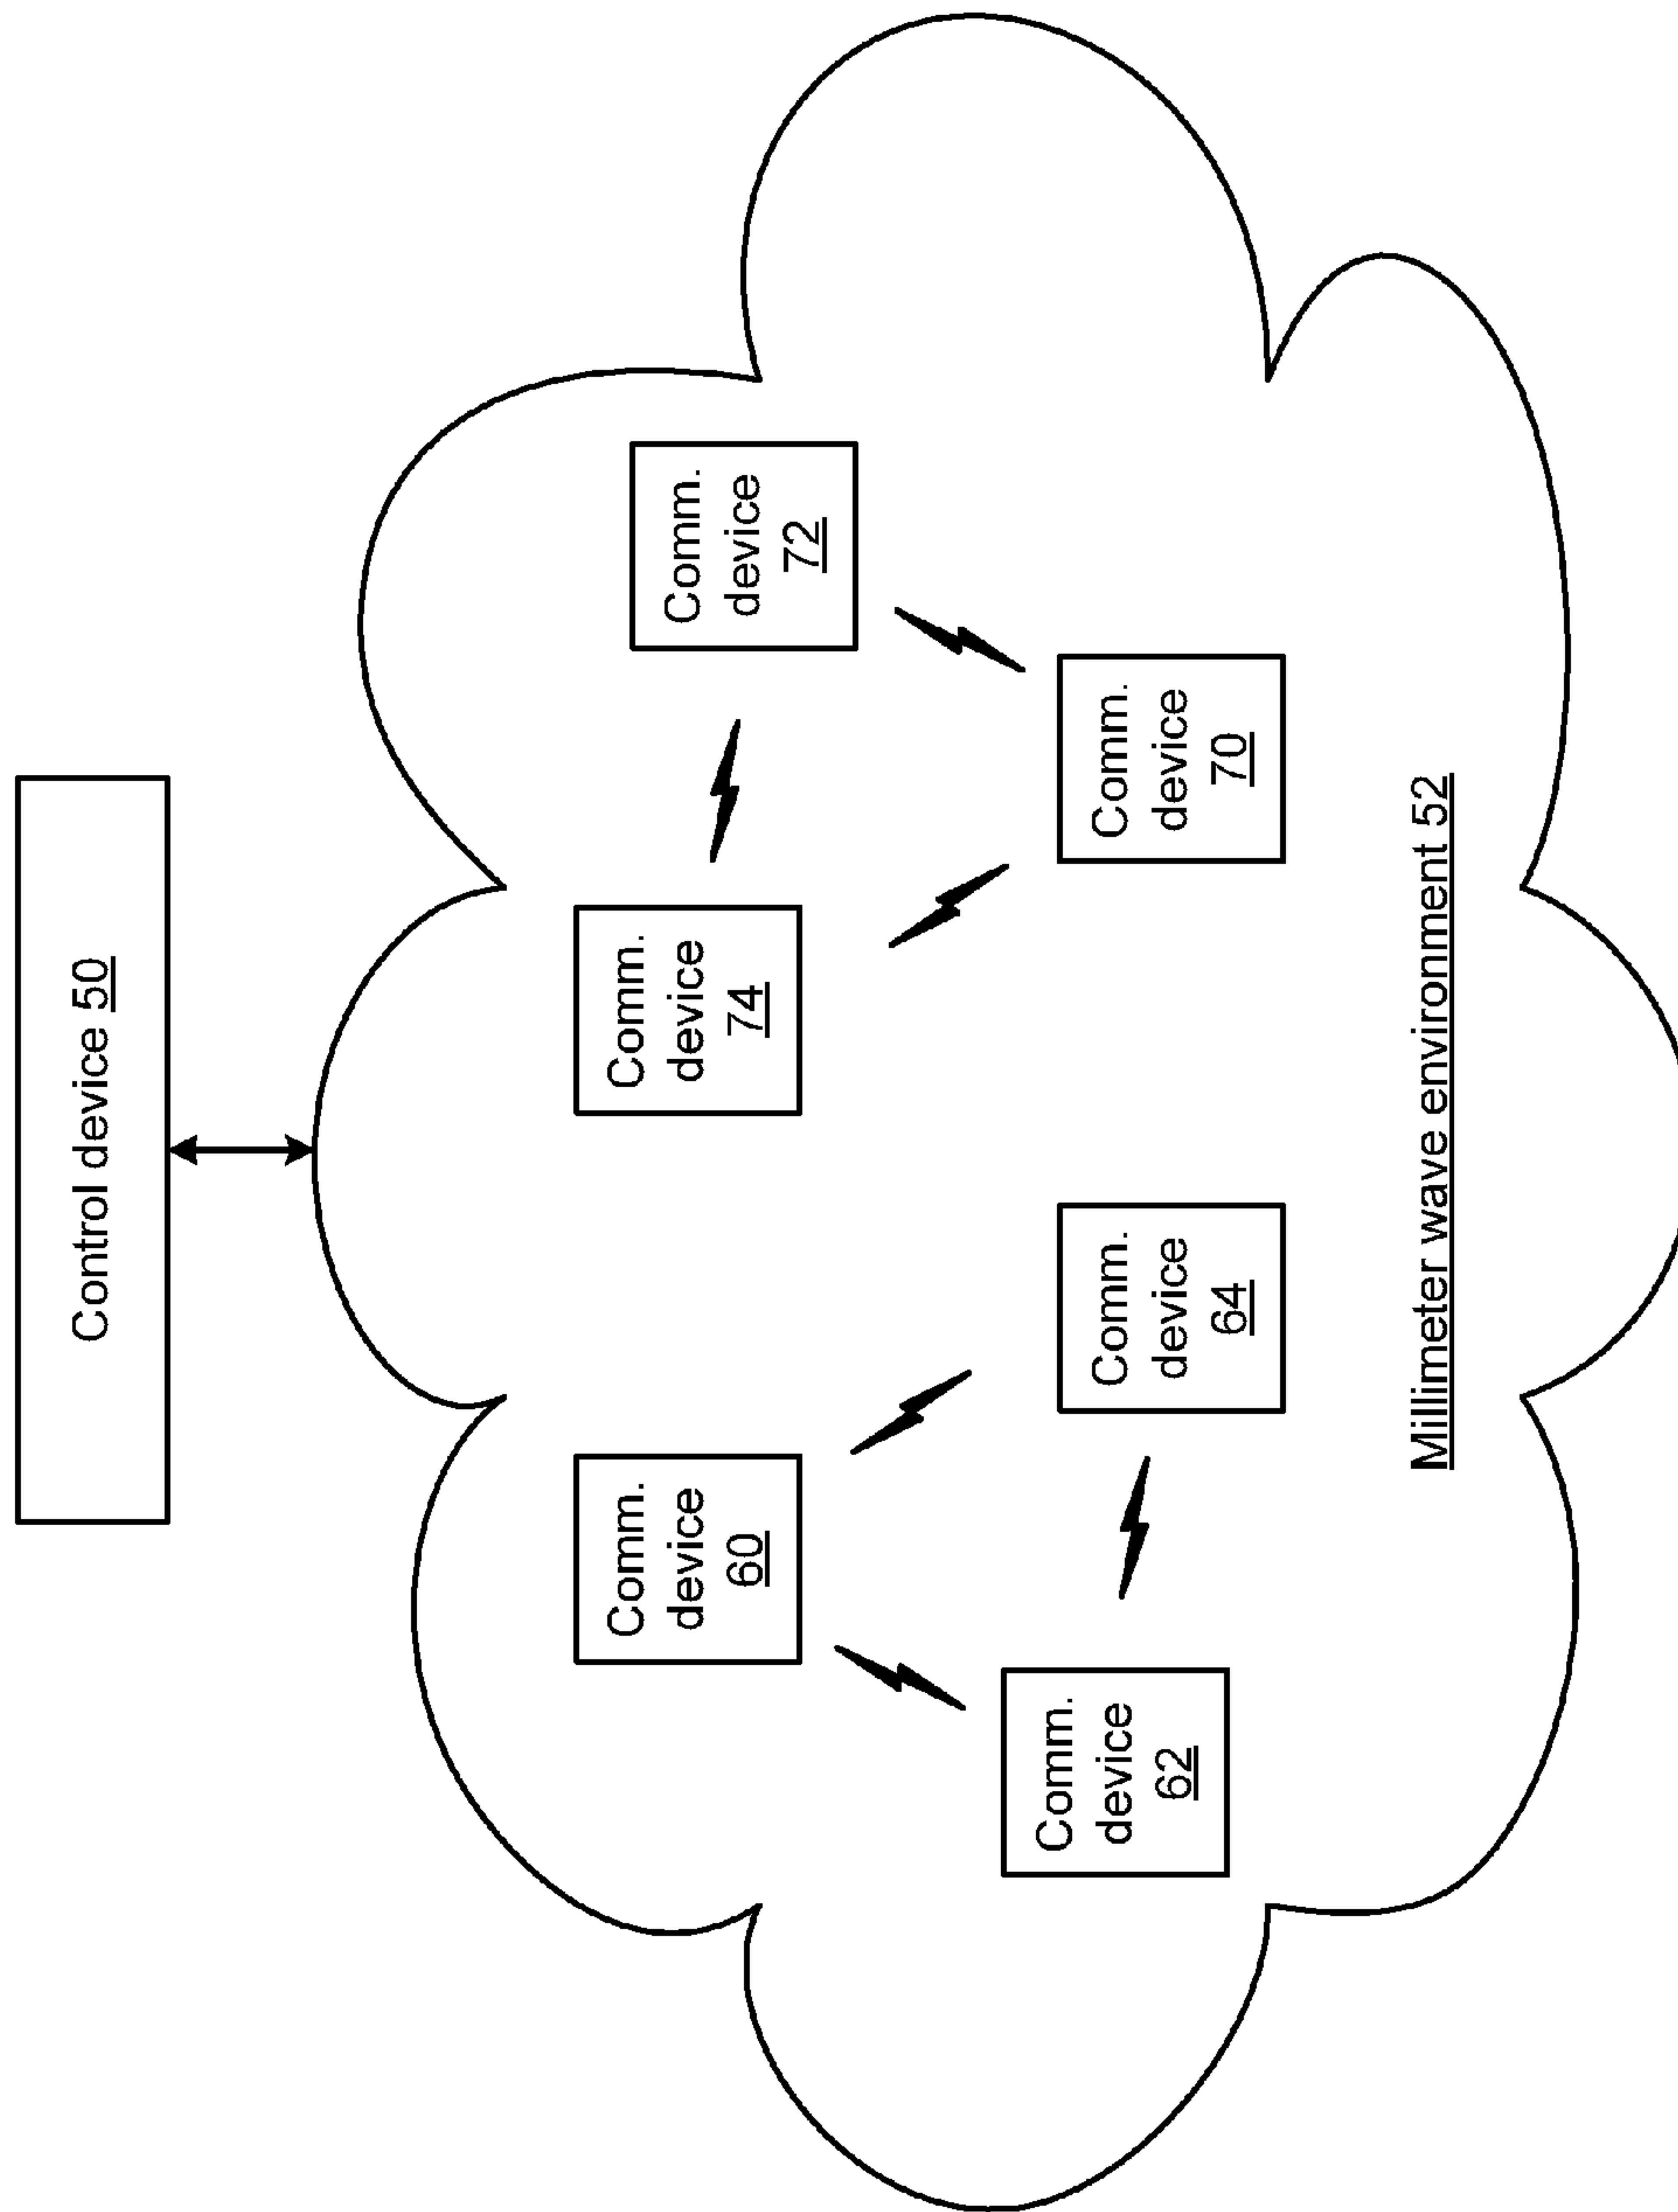 Control device 50
Comm.
device
60
Comm.
device
74
Comm.
device
72
Comm.
device
62
Comm.
device
64
Comm.
device
70
Millimeter wave environment 52